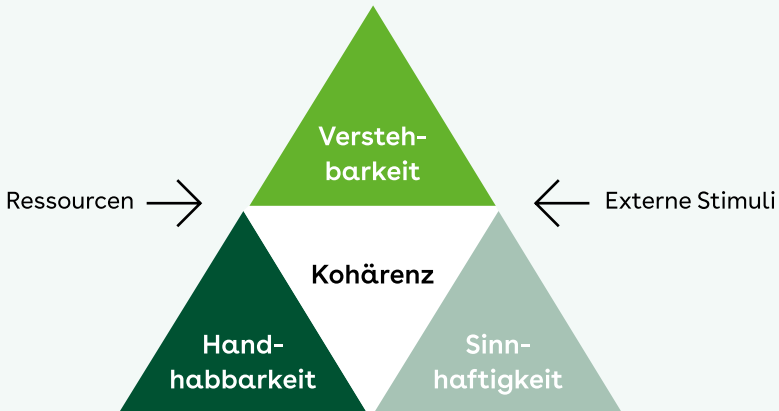 Versteh-
barkeit
Ressourcen
Externe Stimuli
Kohärenz
Hand-
habbarkeit
Sinn-
haftigkeit